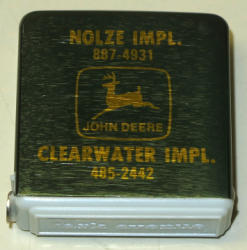 NOLZE IMPL.
887-4931
JOHN DEERE
CLEARWATER IMPL.
485-2442